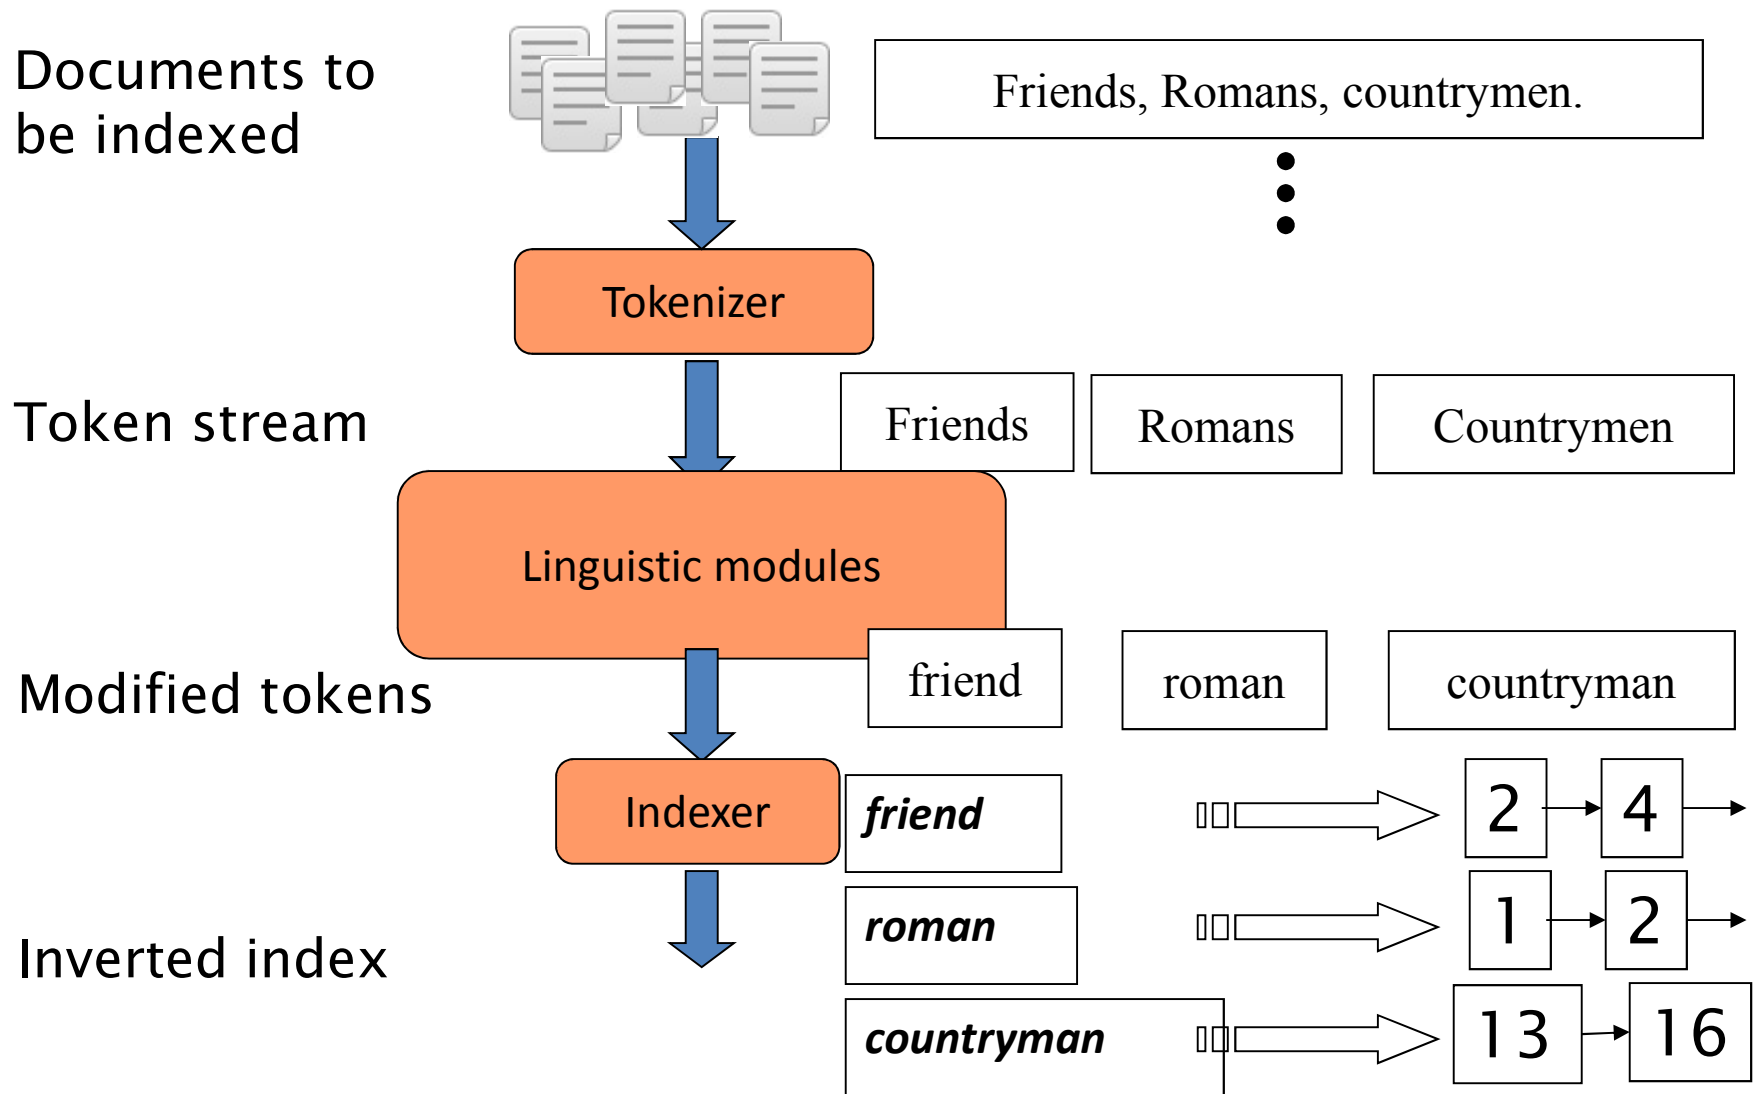 Documents to
be indexed
Friends, Romans, countrymen.
Tokenizer
Token stream
Friends
Romans
Countrymen
Linguistic modules
Modified tokens
friend
roman
countryman
Indexer
friend
2
4
roman
1
2
Inverted index
countryman
13
16